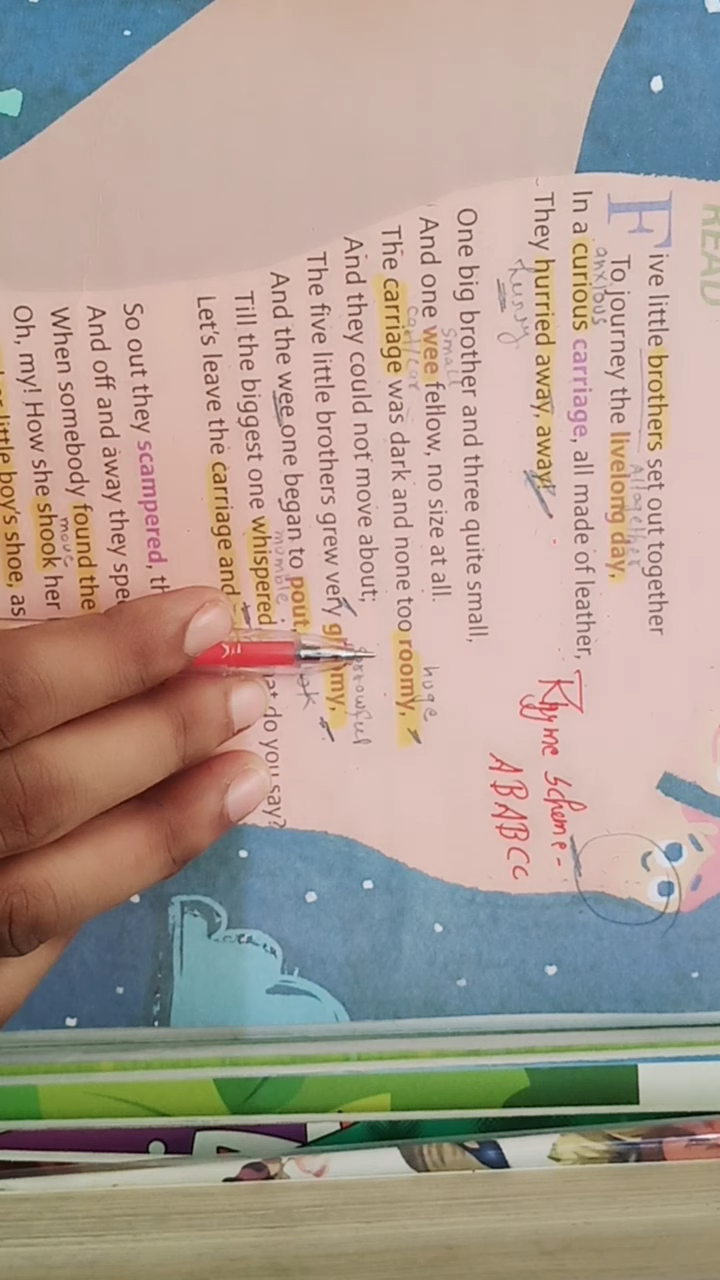 READ
Five little brothers set out together
To journey the livelong day,
In a curious carriage, all made of leather,
They hurried away, away!
One big brother and three quite small,
And one wee fellow, no size at all.
The carriage was dark and none too roomy,
And they could not move about;
The five little brothers grew very
And the wee one began to pout,
Till the biggest one whispered
Let's leave the carriage and
do you say?
So out they scampered,
And off and away they
When somebody found the
Oh, my! How she shook her
little boy's shoe, as
anxious
Alltogether
hurry
small
huge
sorrowful
mumble
move
Rhyme scheme-
ABABCC